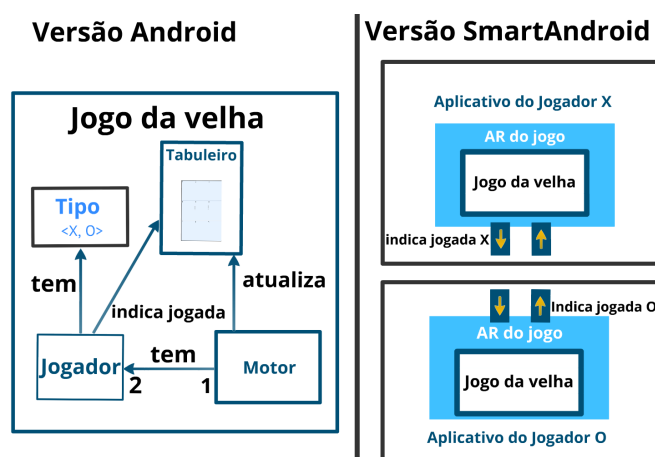 Versão Android
Jogo da velha
Tabuleiro
Tipo
<X, O>
tem
atualiza
indica jogada
Jogador
tem
2
1
Motor
Versão SmartAndroid
Aplicativo do Jogador X
AR do jogo
Jogo da velha
indica jogada X
Indica jogada O
AR do jogo
Jogo da velha
Aplicativo do Jogador O